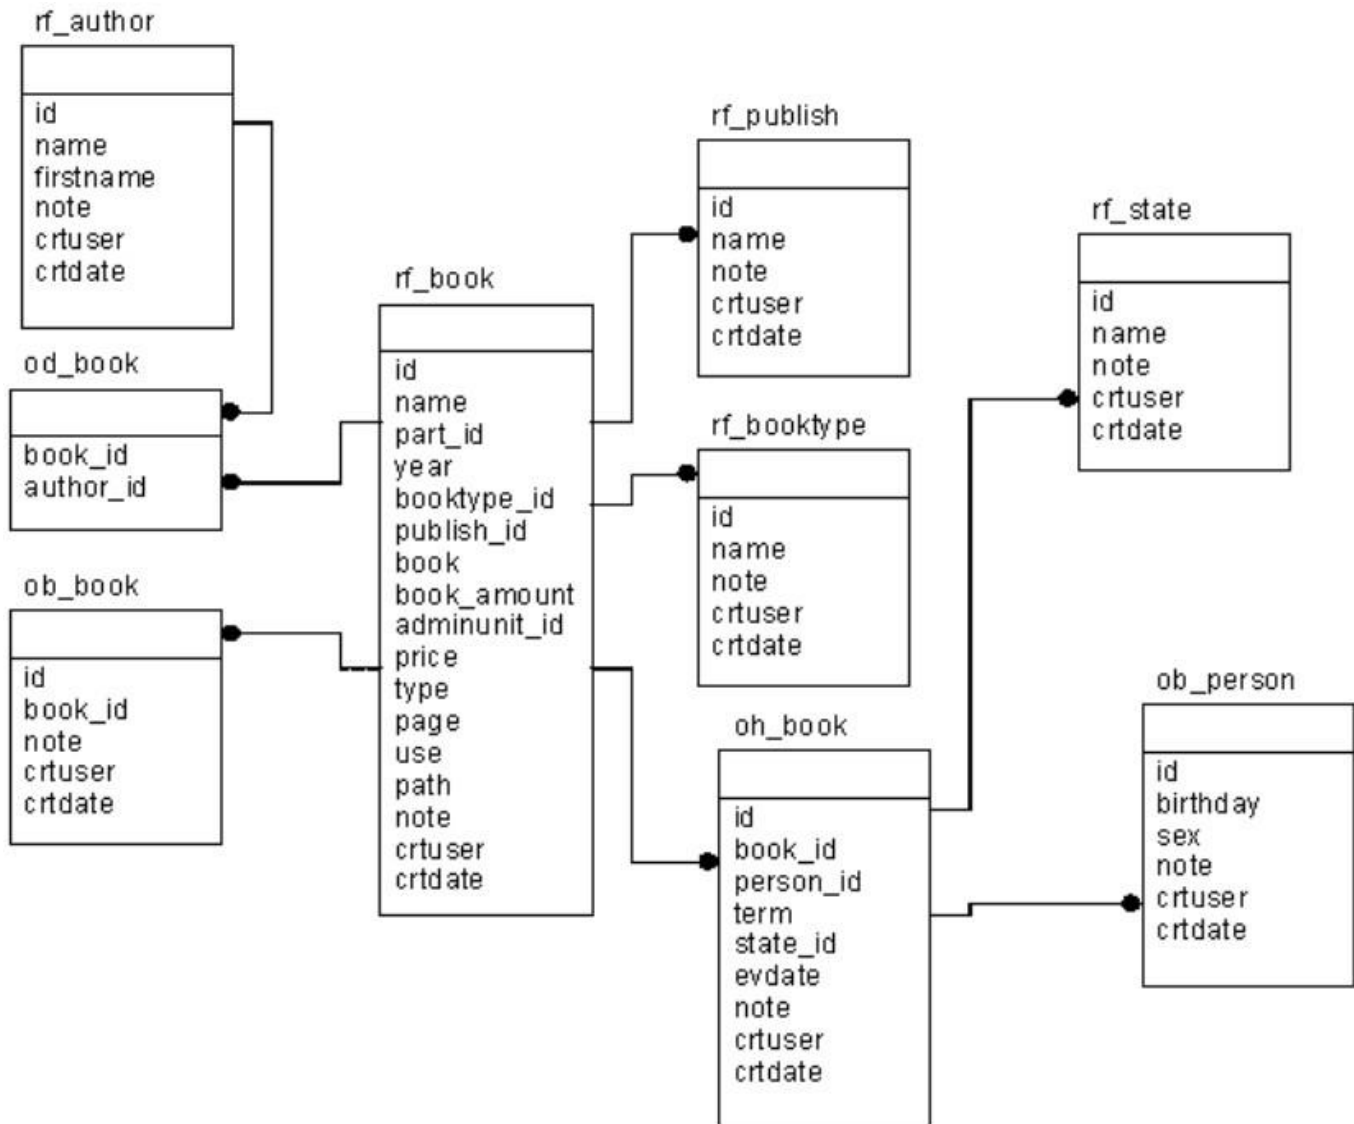 rf_author
id
name
firstname
note
crtuser
crtdate
od_book
book_id
author_id
ob_book
id
book_id
note
crtuser
crtdate
rf_book
id
name
part_id
year
booktype_id
publish_id
book
book_amount
adminunit_id
price
type
page
use
path
note
crtuser
crtdate
rf_publish
id
name
note
crtuser
crtdate
rf_booktype
id
name
note
crtuser
crtdate
oh_book
id
book_id
person_id
term
state_id
evdate
note
crtuser
crtdate
rf_state
id
name
note
crtuser
crtdate
ob_person
id
birthday
sex
note
crtuser
crtdate